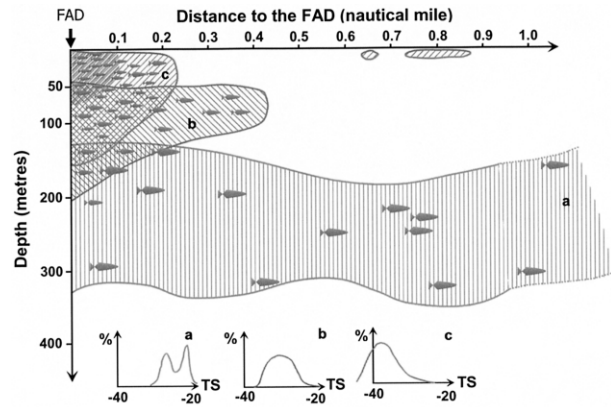 Distance to the FAD (nautical mile)
FAD
0.1 0.2 0.3 0.4 0.5 0.6 0.7 0.8 0.9 1.0
c
50
b
100
Depth (metres)
200
a
300
400
% a
TS
-40 -20
% b
TS
-40 -20
% c
TS
-40 -20